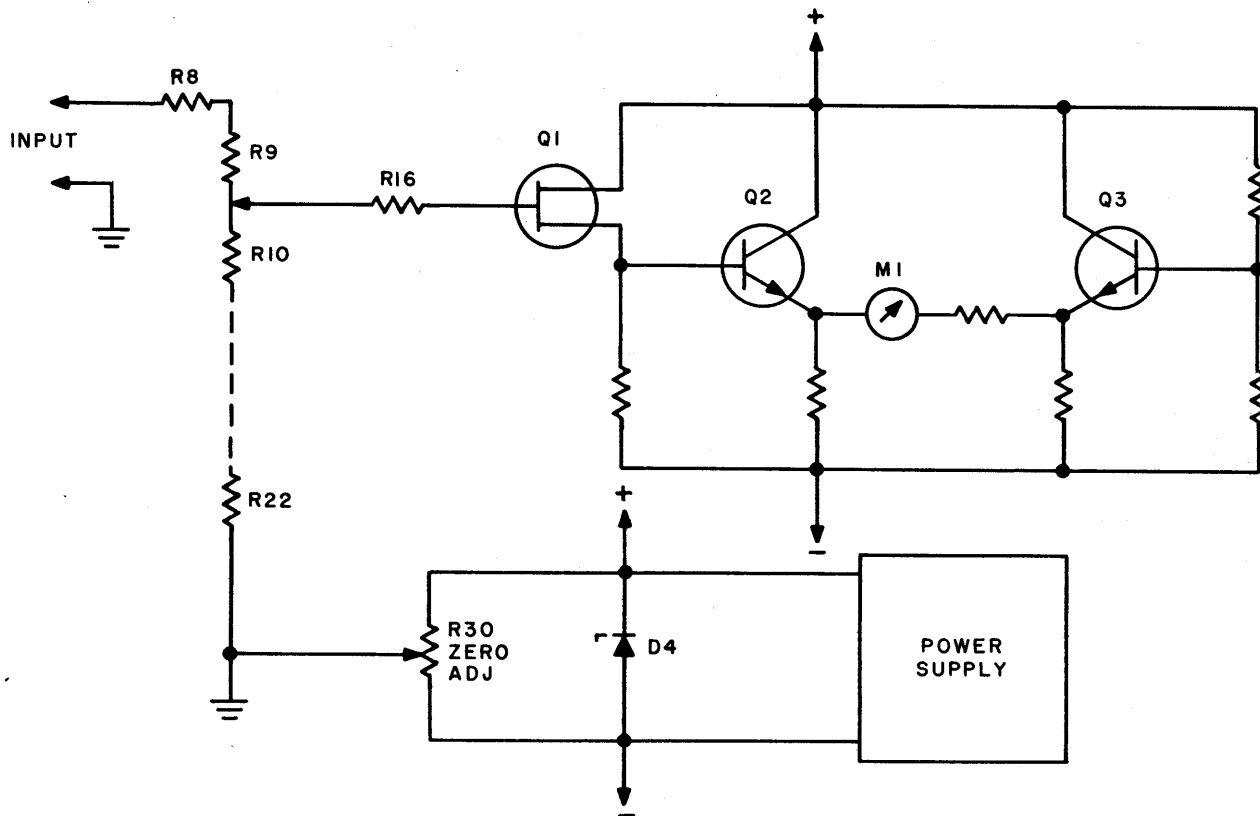 +
R8
INPUT
R9
Q1
R16
Q2
Q3
R10
M1
R22
+
−
R30
ZERO
ADJ
D4
POWER
SUPPLY
−